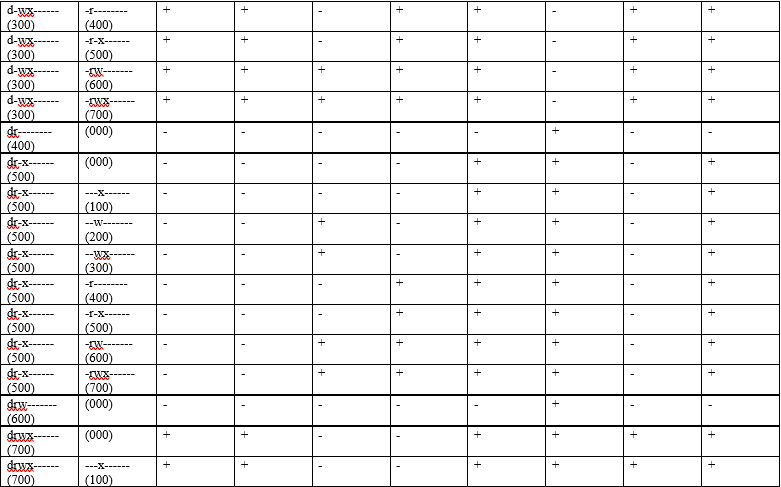 d-wx------ -r-------- + + - + + - + +
(300) (400)
d-wx------ -r-x------ + + - + + - + +
(300) (500)
d-wx------ -rw------- + + + + + - + +
(300) (600)
d-wx------ -rwx------ + + + + + - + +
(300) (700)
dr-------- (000) - - - - - + - -
(400)
dr-x------ (000) - - - - + + - +
(500)
dr-x------ ---x------ - - - - + + - +
(500) (100)
dr-x------ --w------- - - + - + + - +
(500) (200)
dr-x------ --wx------ - - + - + + - +
(500) (300)
dr-x------ -r-------- - - - + + + - +
(500) (400)
dr-x------ -r-x------ - - - + + + - +
(500) (500)
dr-x------ -rw------- - - + + + + - +
(500) (600)
dr-x------ -rwx------ - - + + + + - +
(500) (700)
drw------- (000) - - - - - + - -
(600)
drwx------ (000) + + - - + + + +
(700)
drwx------ ---x------ + + - - + + + +
(700) (100)